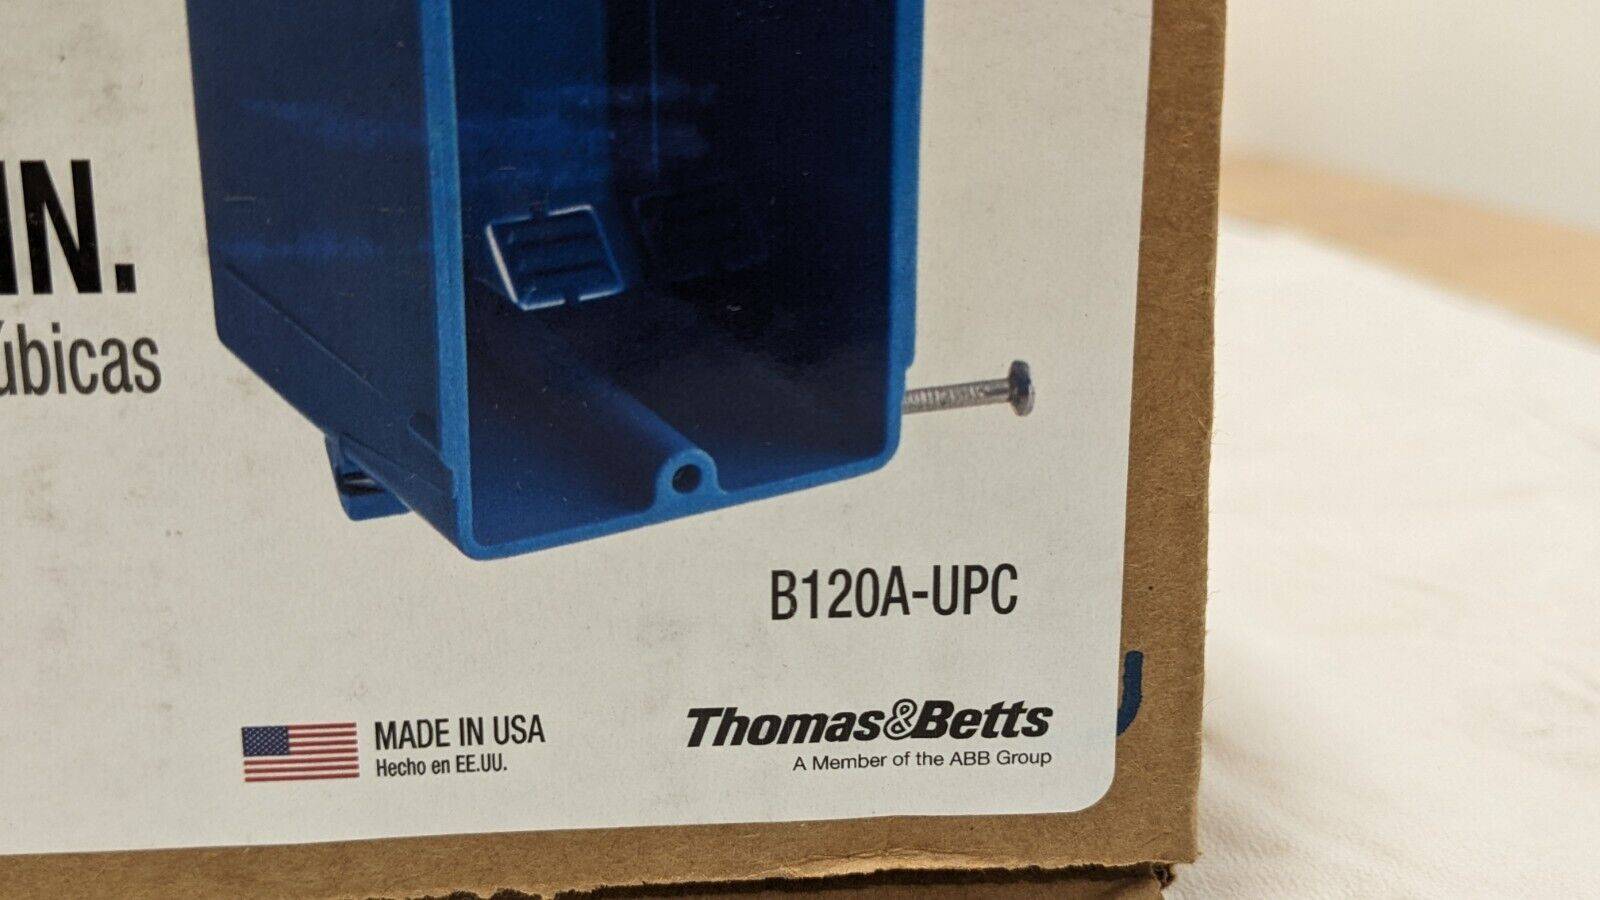 IN.
úbicas
B120A-UPC
MADE IN USA
Hecho en EE.UU.
Thomas&Betts
A Member of the ABB Group